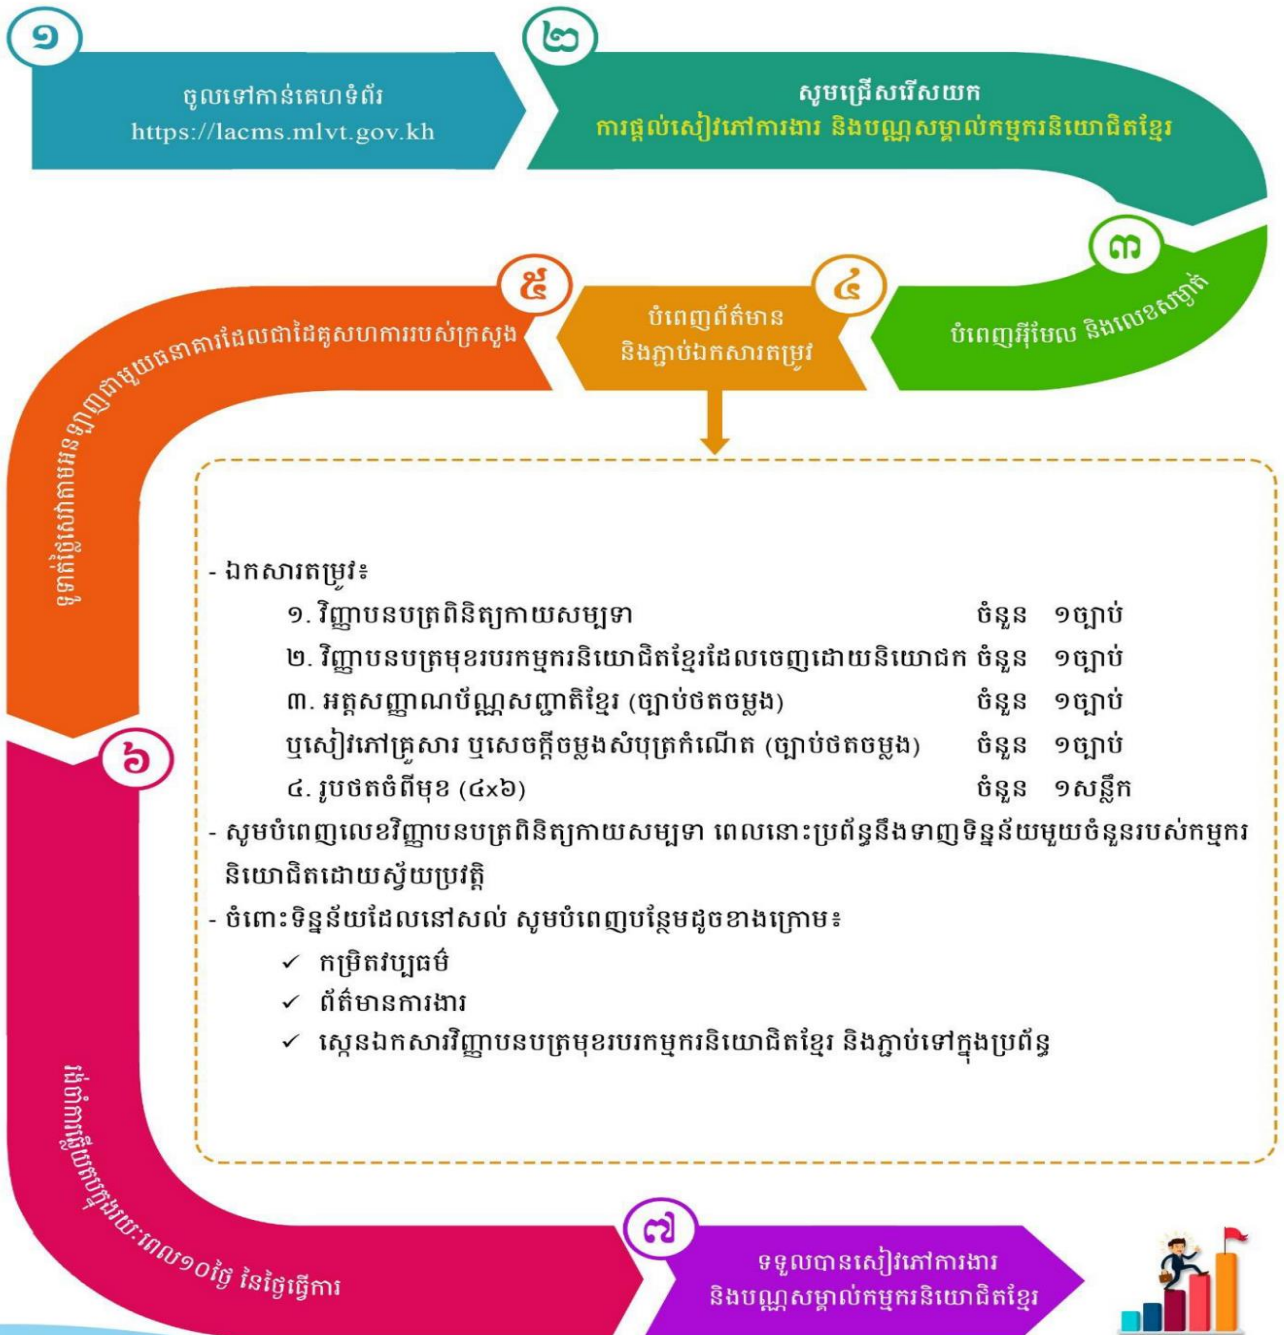 ១
ចូលទៅកាន់គេហទំព័រ
https://lacms.mlvt.gov.kh
២
សូមជ្រើសរើសយក
ការផ្តល់សៀវភៅការងារ និងបណ្ណសម្គាល់កម្មករនិយោជិតខ្មែរ
៣
បំពេញអ៊ីមែល និងលេខសម្ងាត់
៤
បំពេញព័ត៌មាន
និងភ្ជាប់ឯកសារតម្រូវ
៥
ទូទាត់ថ្លៃសេវាតាមអនឡាញជាមួយធនាគារដែលជាដៃគូសហការរបស់ក្រសួង
- ឯកសារតម្រូវ៖
១. វិញ្ញាបនបត្រពិនិត្យកាយសម្បទា ចំនួន ១ច្បាប់
២. វិញ្ញាបនបត្រមុខរបរកម្មករនិយោជិតខ្មែរដែលចេញដោយនិយោជក ចំនួន ១ច្បាប់
៣. អត្តសញ្ញាណប័ណ្ណសញ្ជាតិខ្មែរ (ច្បាប់ថតចម្លង) ចំនួន ១ច្បាប់
ឬសៀវភៅគ្រួសារ ឬសេចក្តីចម្លងសំបុត្រកំណើត (ច្បាប់ថតចម្លង) ចំនួន ១ច្បាប់
៤. រូបថតចំពីមុខ (៤x៦) ចំនួន ១សន្លឹក
- សូមបំពេញលេខវិញ្ញាបនបត្រពិនិត្យកាយសម្បទា ពេលនោះប្រព័ន្ធនឹងទាញទិន្នន័យមួយចំនួនរបស់កម្មករ
និយោជិតដោយស្វ័យប្រវត្តិ
- ចំពោះទិន្នន័យដែលនៅសល់ សូមបំពេញបន្ថែមដូចខាងក្រោម៖
✓ កម្រិតវប្បធម៌
✓ ព័ត៌មានការងារ
✓ ស្កេនឯកសារវិញ្ញាបនបត្រមុខរបរកម្មករនិយោជិតខ្មែរ និងភ្ជាប់ទៅក្នុងប្រព័ន្ធ
៦
រង់ចាំការឆ្លើយតបក្នុងរយៈពេល១០ថ្ងៃ នៃថ្ងៃធ្វើការ
៧
ទទួលបានសៀវភៅការងារ
និងបណ្ណសម្គាល់កម្មករនិយោជិតខ្មែរ